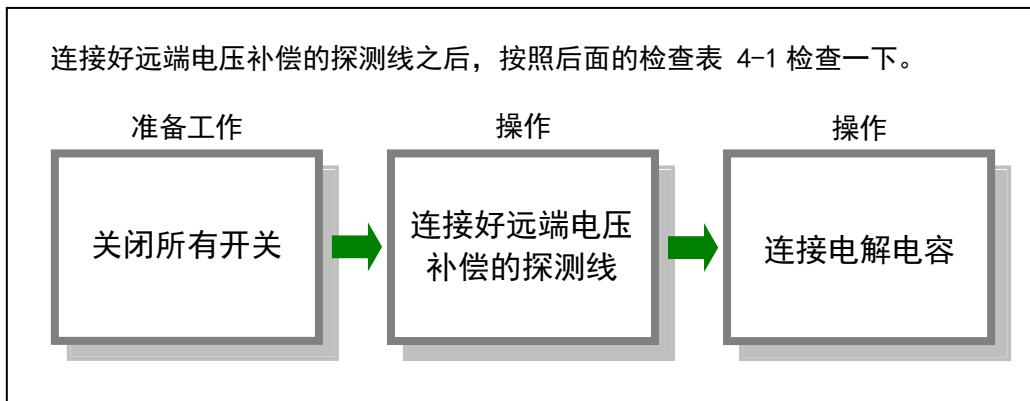 连接好远端电压补偿的探测线之后，按照后面的检查表 4-1 检查一下。
准备工作
操作
操作
关闭所有开关
连接好远端电压
补偿的探测线
连接电解电容